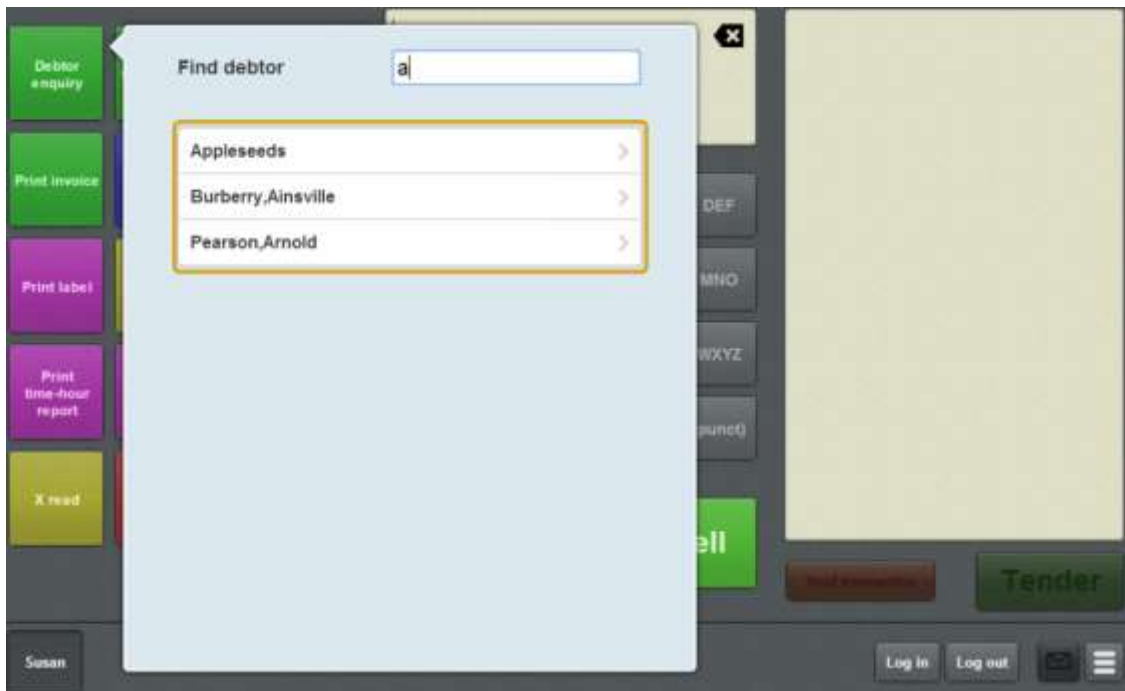 Debtor
enquiry
Find debtor
a
Appleseeds
Burberry,Ainsville
Pearson,Arnold
Print invoice
Print label
Print
time-hour
report
X read
DEF
MNO
WXYZ
punct)
ell
Tender
Susan
Log in
Log out